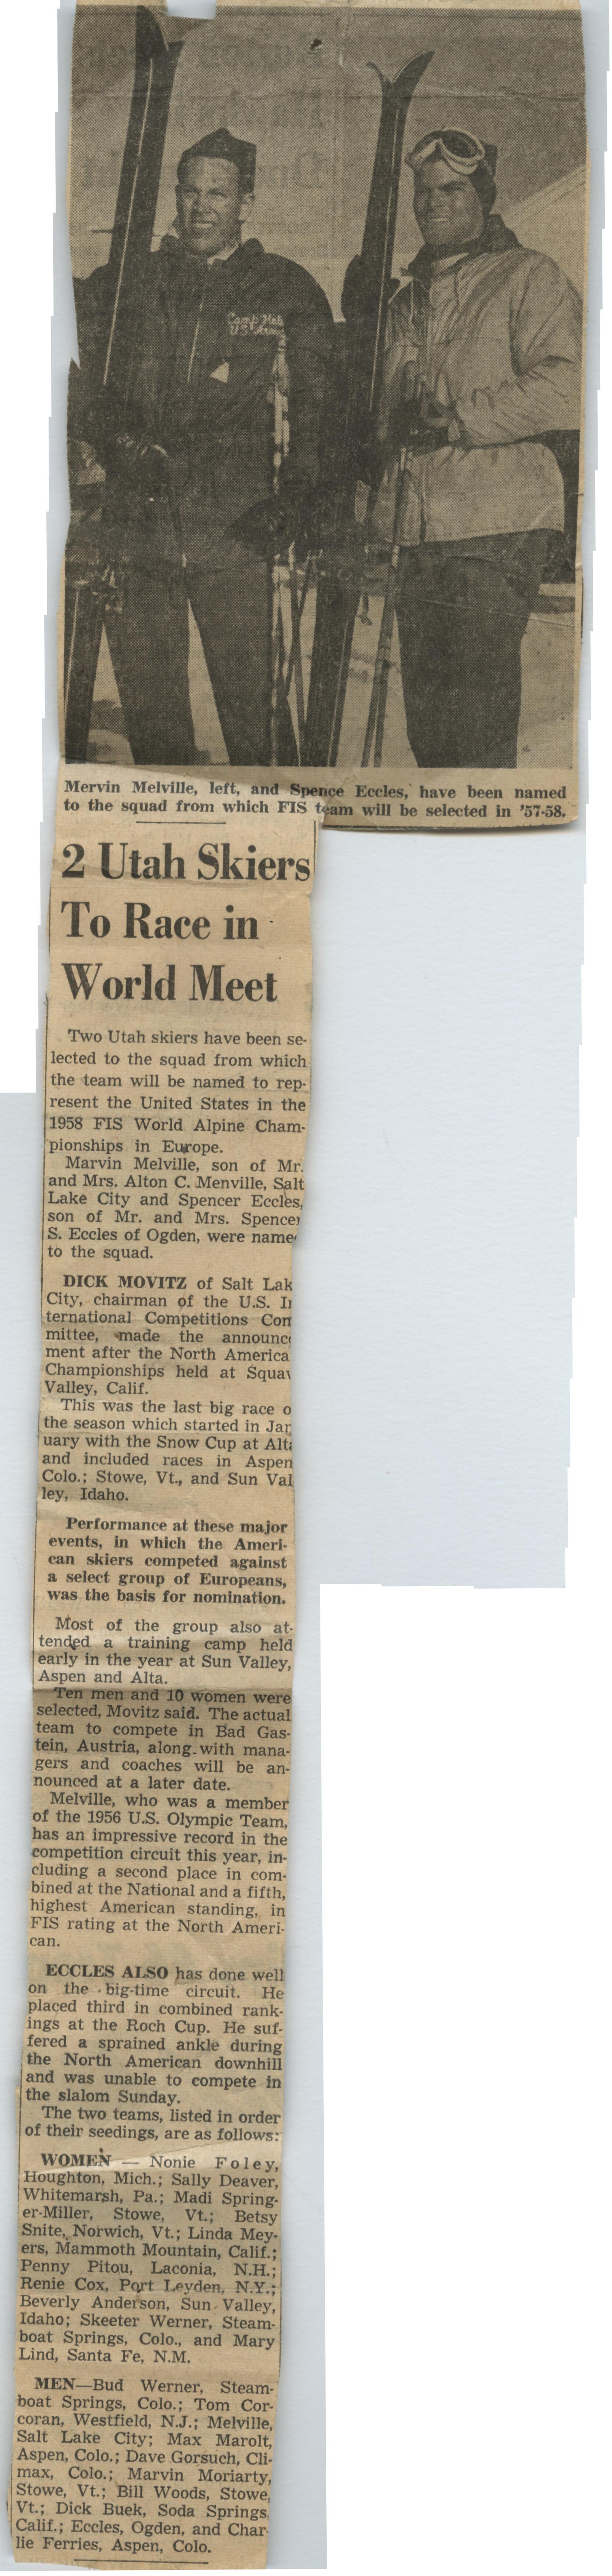 Camp Hale
US Army
Mervin Melville, left, and Spence Eccles, have been named
to the squad from which FIS team will be selected in '57-58.
2 Utah Skiers
To Race in
World Meet
Two Utah skiers have been se-
lected to the squad from which
the team will be named to rep-
resent the United States in the
1958 FIS World Alpine Cham-
pionships in Europe.
Marvin Melville, son of Mr.
and Mrs. Alton C. Menville, Salt
Lake City and Spencer Eccles,
son of Mr. and Mrs. Spencer
S. Eccles of Ogden, were name
to the squad.
DICK MOVITZ of Salt Lak
City, chairman of the U.S. In
ternational Competitions Com
mittee, made the announce
ment after the North America
Championships held at Squaw
Valley, Calif.
This was the last big race o
the season which started in Jan
uary with the Snow Cup at Alta
and included races in Aspen
Colo.; Stowe, Vt., and Sun Val
ley, Idaho.
Performance at these major
events, in which the Ameri-
can skiers competed against
a select group of Europeans,
was the basis for nomination.
Most of the group also at-
tended a training camp held
early in the year at Sun Valley,
Aspen and Alta.
Ten men and 10 women were
selected, Movitz said. The actual
team to compete in Bad Gas-
tein, Austria, along with mana-
gers and coaches will be an-
nounced at a later date.
Melville, who was a member
of the 1956 U.S. Olympic Team,
has an impressive record in the
competition circuit this year, in-
cluding a second place in com-
bined at the National and a fifth,
highest American standing, in
FIS rating at the North Ameri-
can.
ECCLES ALSO has done well
on the big-time circuit. He
placed third in combined rank-
ings at the Roch Cup. He suf-
fered a sprained ankle during
the North American downhill
and was unable to compete in
the slalom Sunday.
The two teams, listed in order
of their seedings, are as follows:
WOMEN — Nonie Foley,
Houghton, Mich.; Sally Deaver,
Whitemarsh, Pa.; Madi Spring-
er-Miller, Stowe, Vt.; Betsy
Snite, Norwich, Vt.; Linda Mey-
ers, Mammoth Mountain, Calif.;
Penny Pitou, Laconia, N.H.;
Renie Cox, Port Leyden, N.Y.;
Beverly Anderson, Sun Valley,
Idaho; Skeeter Werner, Steam-
boat Springs, Colo., and Mary
Lind, Santa Fe, N.M.
MEN—Bud Werner, Steam-
boat Springs, Colo.; Tom Cor-
coran, Westfield, N.J.; Melville,
Salt Lake City; Max Marolt,
Aspen, Colo.; Dave Gorsuch, Cli-
max, Colo.; Marvin Moriarty,
Stowe, Vt.; Bill Woods, Stowe,
Vt.; Dick Buek, Soda Springs,
Calif.; Eccles, Ogden, and Char-
lie Ferries, Aspen, Colo.